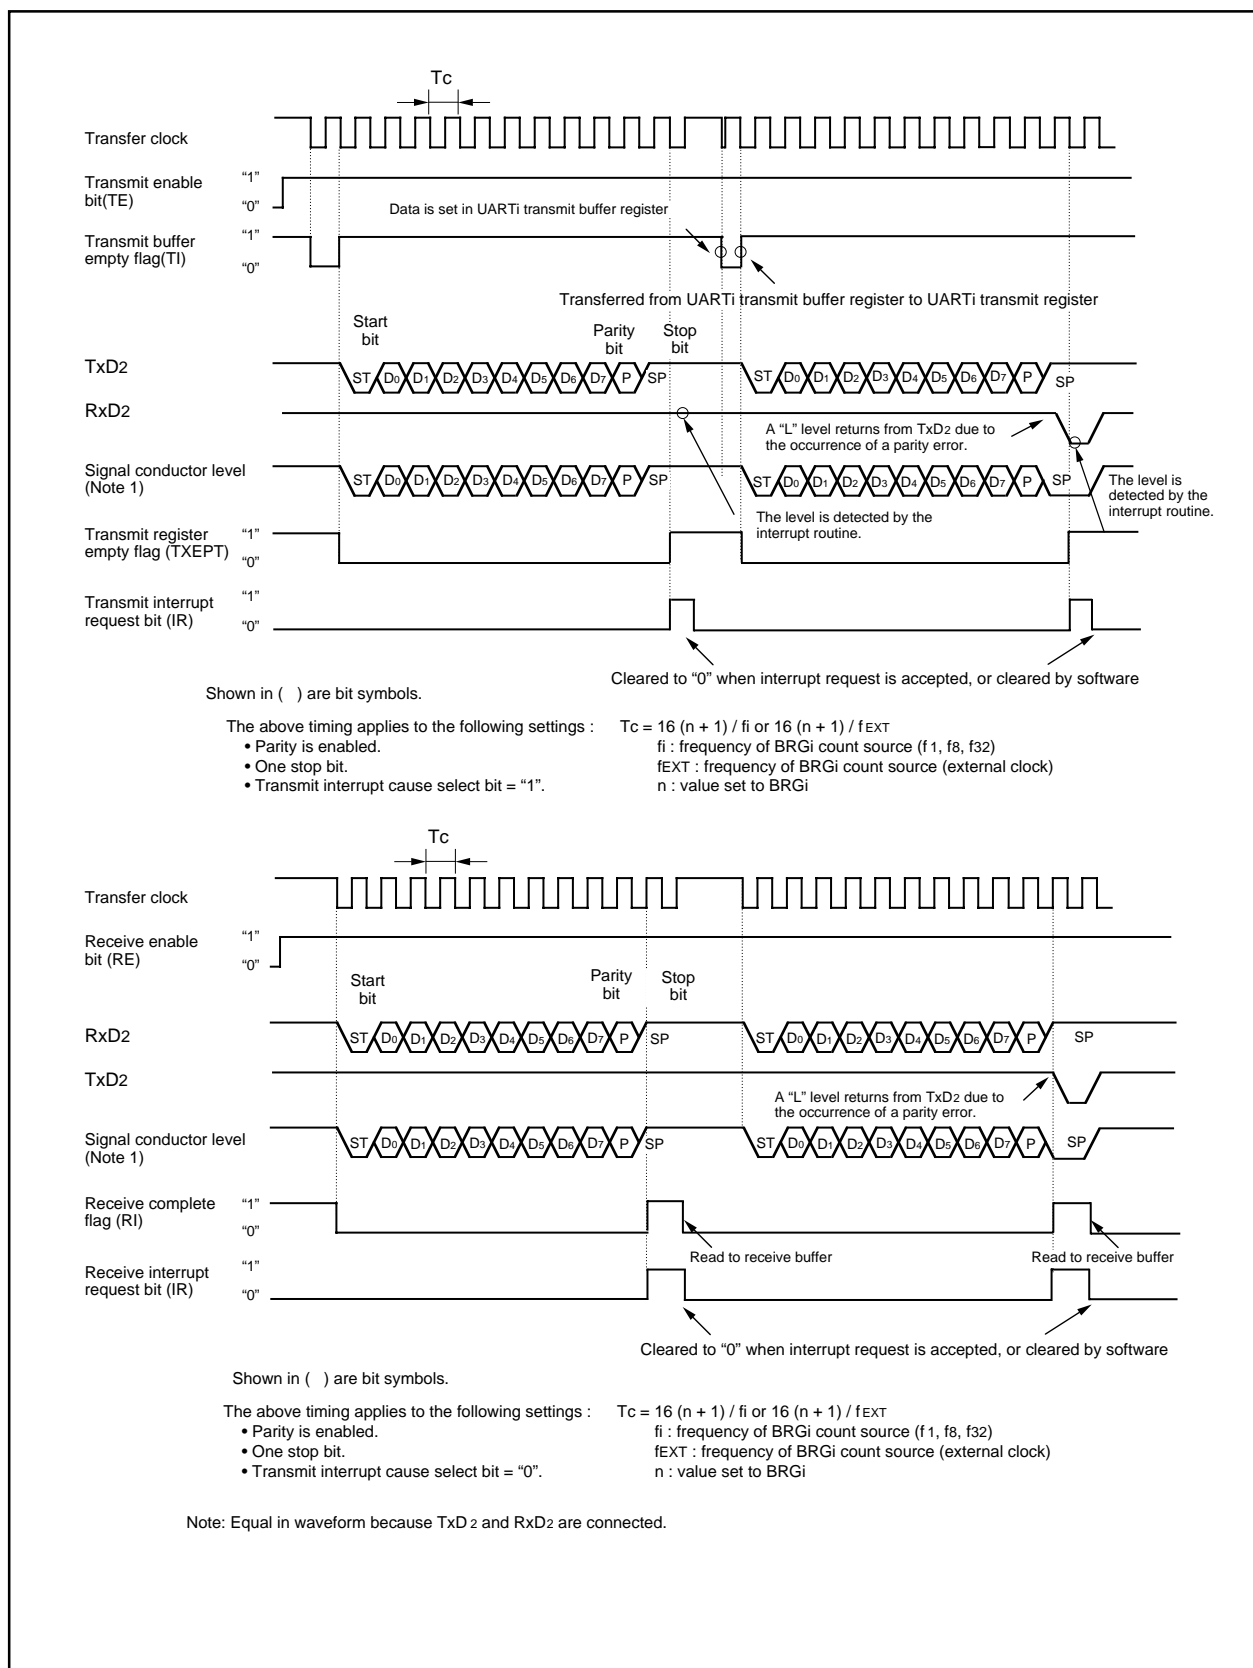 Tc
Transfer clock
Transmit enable
bit(TE)
“1”
“0”
Data is set in UARTi transmit buffer register
Transmit buffer
empty flag(TI)
“1”
“0”
Transferred from UARTi transmit buffer register to UARTi transmit register
Start
bit
Parity
bit
Stop
bit
TxD2
ST D0 D1 D2 D3 D4 D5 D6 D7 P SP
ST D0 D1 D2 D3 D4 D5 D6 D7 P SP
RxD2
A “L” level returns from TxD2 due to
the occurrence of a parity error.
Signal conductor level
(Note 1)
ST D0 D1 D2 D3 D4 D5 D6 D7 P SP
ST D0 D1 D2 D3 D4 D5 D6 D7 P SP
The level is
detected by the
interrupt routine.
The level is detected by the
interrupt routine.
Transmit register
empty flag (TXEPT)
“1”
“0”
Transmit interrupt
request bit (IR)
“1”
“0”
Cleared to “0” when interrupt request is accepted, or cleared by software
Shown in ( ) are bit symbols.
The above timing applies to the following settings :
• Parity is enabled.
• One stop bit.
• Transmit interrupt cause select bit = “1”.
Tc = 16 (n + 1) / fi or 16 (n + 1) / fEXT
fi : frequency of BRGi count source (f1, f8, f32)
fEXT : frequency of BRGi count source (external clock)
n : value set to BRGi
Tc
Transfer clock
Receive enable
bit (RE)
“1”
“0”
Start
bit
Parity
bit
Stop
bit
RxD2
ST D0 D1 D2 D3 D4 D5 D6 D7 P SP
ST D0 D1 D2 D3 D4 D5 D6 D7 P SP
TxD2
A “L” level returns from TxD2 due to
the occurrence of a parity error.
Signal conductor level
(Note 1)
ST D0 D1 D2 D3 D4 D5 D6 D7 P SP
ST D0 D1 D2 D3 D4 D5 D6 D7 P SP
Receive complete
flag (RI)
“1”
“0”
Read to receive buffer
Read to receive buffer
Receive interrupt
request bit (IR)
“1”
“0”
Cleared to “0” when interrupt request is accepted, or cleared by software
Shown in ( ) are bit symbols.
The above timing applies to the following settings :
• Parity is enabled.
• One stop bit.
• Transmit interrupt cause select bit = “0”.
Tc = 16 (n + 1) / fi or 16 (n + 1) / fEXT
fi : frequency of BRGi count source (f1, f8, f32)
fEXT : frequency of BRGi count source (external clock)
n : value set to BRGi
Note: Equal in waveform because TxD2 and RxD2 are connected.